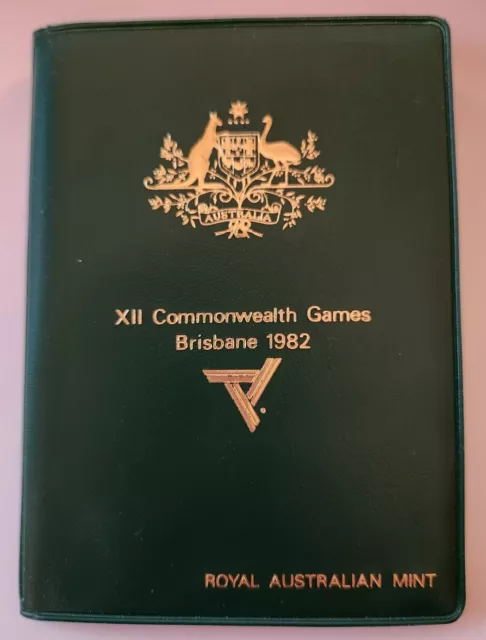 AUSTRALIA
XII Commonwealth Games
Brisbane 1982
ROYAL AUSTRALIAN MINT